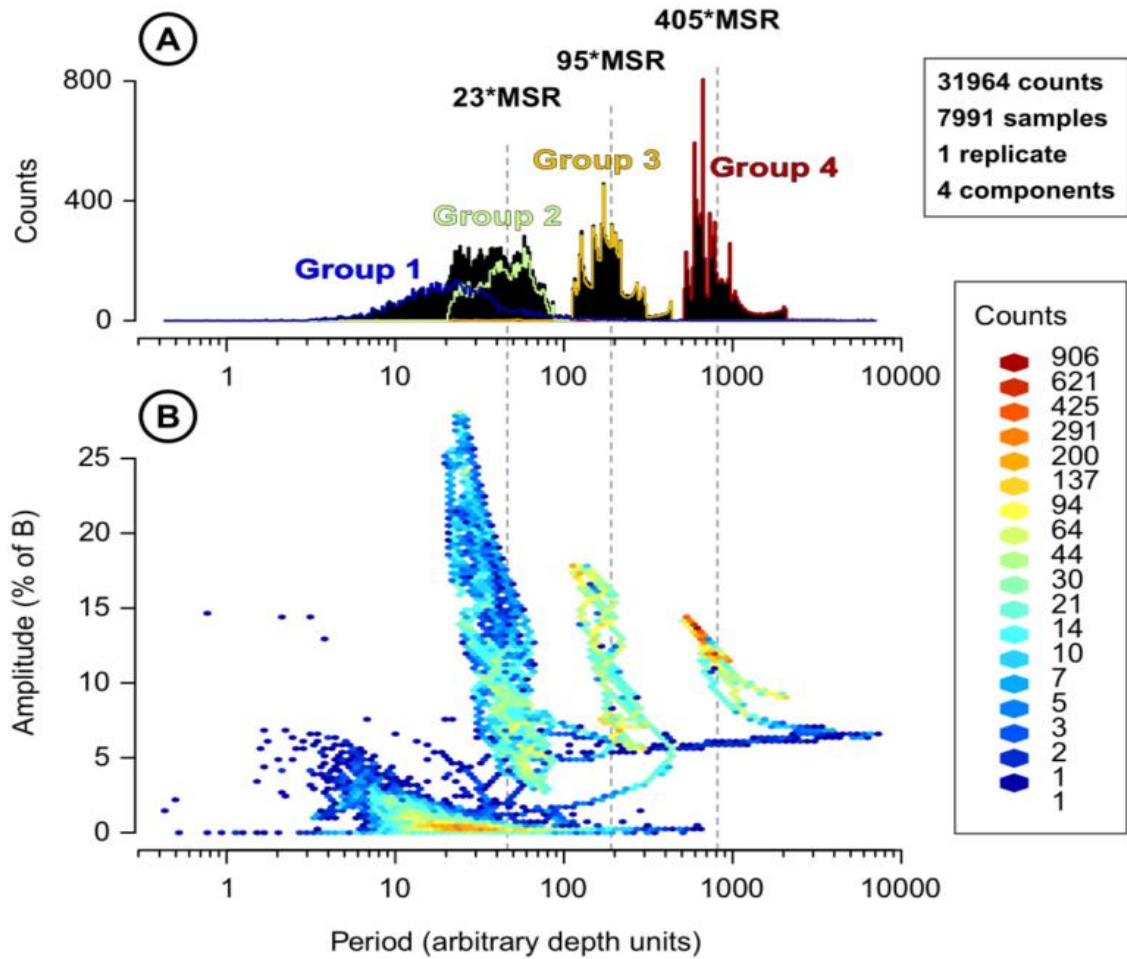 A
405*MSR
95*MSR
23*MSR
Group 1
Group 2
Group 3
Group 4
Counts
800
400
0
1 10 100 1000 10000
31964 counts
7991 samples
1 replicate
4 components
B
Amplitude (% of B)
25
20
15
10
5
0
1 10 100 1000 10000
Period (arbitrary depth units)
Counts
906
621
425
291
200
137
94
64
44
30
21
14
10
7
5
3
2
1
1